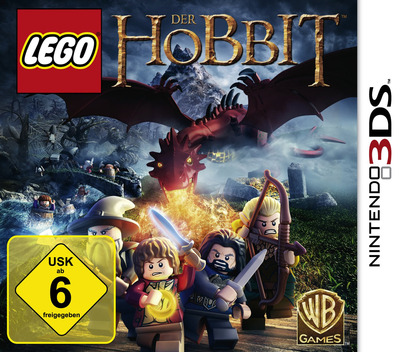 LEGO
DER
HOBBIT
NINTENDO 3DS
USK
ab
6
freigegeben
WB
GAMES